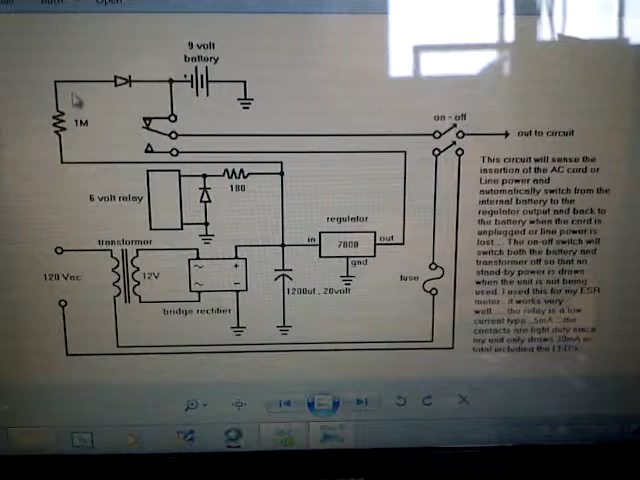 Open
9 volt
battery
1M
on - off
out to circuit
180
6 volt relay
regulator
in
7808
out
gnd
transformer
120 Vac
12V
1200uf, 20volt
fuse
bridge rectifier
This circuit will sense the
insertion of the AC cord or
Line power and
automatically switch from the
internal battery to the
regulator output and back to
the battery when the cord is
unplugged or line power is
lost... The on-off switch will
switch both the battery and
transformer off so that no
stand by power is drawn
when the unit is not being
used. I used this for my ESR
meter.. it works very
well..... the relay is a low
current type ..5mA ...the
contacts are light duty since
my unit only draws 30mA
total including the LED's